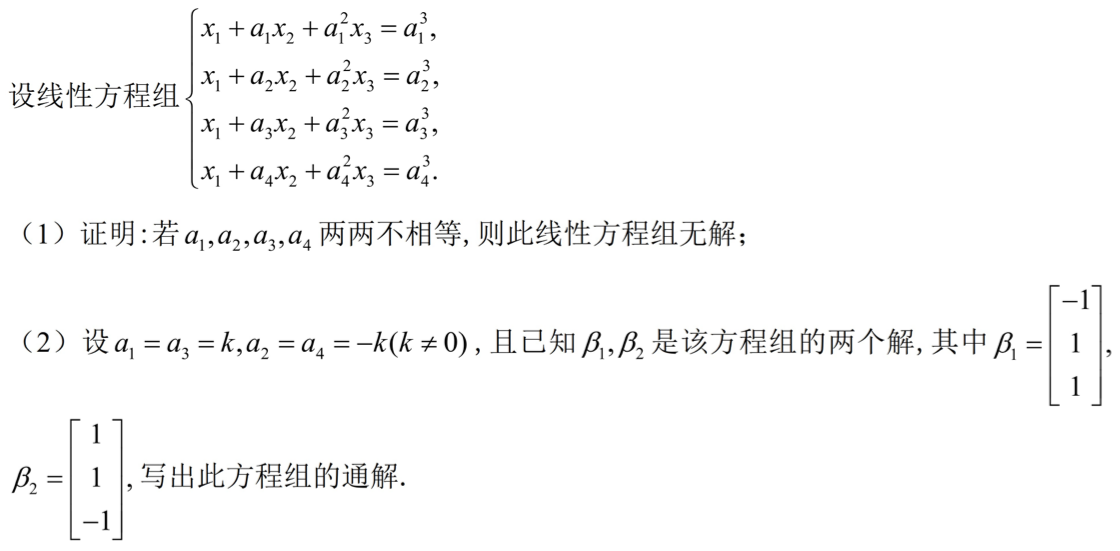 设线性方程组 $\begin{cases} x_1 + a_1x_2 + a_1^2x_3 = a_1^3, \\ x_1 + a_2x_2 + a_2^2x_3 = a_2^3, \\ x_1 + a_3x_2 + a_3^2x_3 = a_3^3, \\ x_1 + a_4x_2 + a_4^2x_3 = a_4^3. \end{cases}$
（1）证明:若 $a_1,a_2,a_3,a_4$ 两两不相等,则此线性方程组无解；
（2）设 $a_1 = a_3 = k, a_2 = a_4 = -k(k \neq 0)$ ,且已知 $\beta_1,\beta_2$ 是该方程组的两个解,其中 $\beta_1 = \begin{bmatrix} -1 \\ 1 \\ 1 \end{bmatrix}$,
$\beta_2 = \begin{bmatrix} 1 \\ 1 \\ -1 \end{bmatrix}$,写出此方程组的通解.